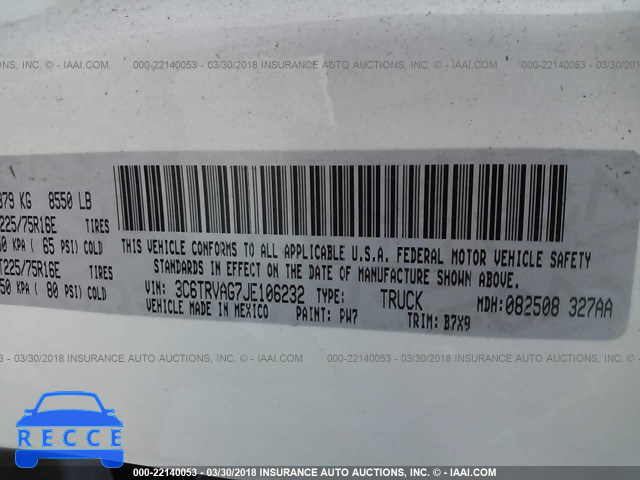 000-22140053 - 03/30/2018 INSURANCE AUTO AUCTIONS, INC. - © IAAI.COM
INC. - © IAAI.COM
000-22140053 - 03/30/2018 INSURANCE AUTO AUCTIONS, INC. - © IAAI.COM
KG 8550 LB
225/75R16E TIRES
KPA ( 65 PSI) COLD
T225/75R16E TIRES
50 KPA ( 80 PSI) COLD
THIS VEHICLE CONFORMS TO ALL APPLICABLE U.S.A. FEDERAL MOTOR VEHICLE SAFETY
STANDARDS IN EFFECT ON THE DATE OF MANUFACTURE SHOWN ABOVE.
VIN: 3C6TRVAG7JE106232 TYPE: TRUCK MDH: 082508 327AA
VEHICLE MADE IN MEXICO PAINT: PW7 TRIM: B7X9
- 03/30/2018 INSURANCE AUTO AUCTIONS, INC. - © IAAI.COM
000-22140053 - 03/30/2018 INSURANCE AUTO
RECCE
000-22140053 - 03/30/2018 INSURANCE AUTO AUCTIONS, INC. - © IAAI.COM